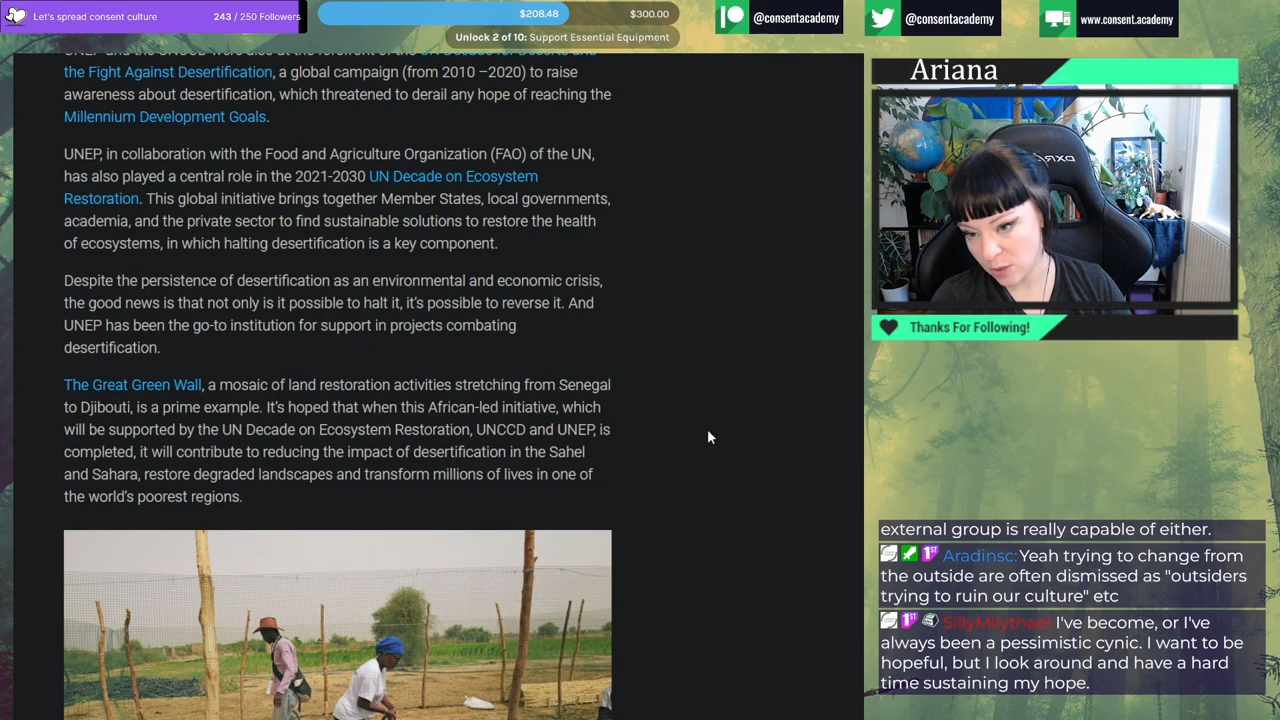 Let's spread consent culture
243 / 250 Followers
$208.48
$300.00
Unlock 2 of 10: Support Essential Equipment
@consentacademy
@consentacademy
www.consent.academy
the Fight Against Desertification, a global campaign (from 2010 –2020) to raise
awareness about desertification, which threatened to derail any hope of reaching the
Millennium Development Goals.
UNEP, in collaboration with the Food and Agriculture Organization (FAO) of the UN,
has also played a central role in the 2021-2030 UN Decade on Ecosystem
Restoration. This global initiative brings together Member States, local governments,
academia, and the private sector to find sustainable solutions to restore the health
of ecosystems, in which halting desertification is a key component.
Despite the persistence of desertification as an environmental and economic crisis,
the good news is that not only is it possible to halt it, it's possible to reverse it. And
UNEP has been the go-to institution for support in projects combating
desertification.
The Great Green Wall, a mosaic of land restoration activities stretching from Senegal
to Djibouti, is a prime example. It's hoped that when this African-led initiative, which
will be supported by the UN Decade on Ecosystem Restoration, UNCCD and UNEP, is
completed, it will contribute to reducing the impact of desertification in the Sahel
and Sahara, restore degraded landscapes and transform millions of lives in one of
the world's poorest regions.
Ariana
DXRACER
Thanks For Following!
external group is really capable of either.
1ST Aradinsc: Yeah trying to change from
the outside are often dismissed as "outsiders
trying to ruin our culture" etc
1ST SillyMilythael: I've become, or I've
always been a pessimistic cynic. I want to be
hopeful, but I look around and have a hard
time sustaining my hope.